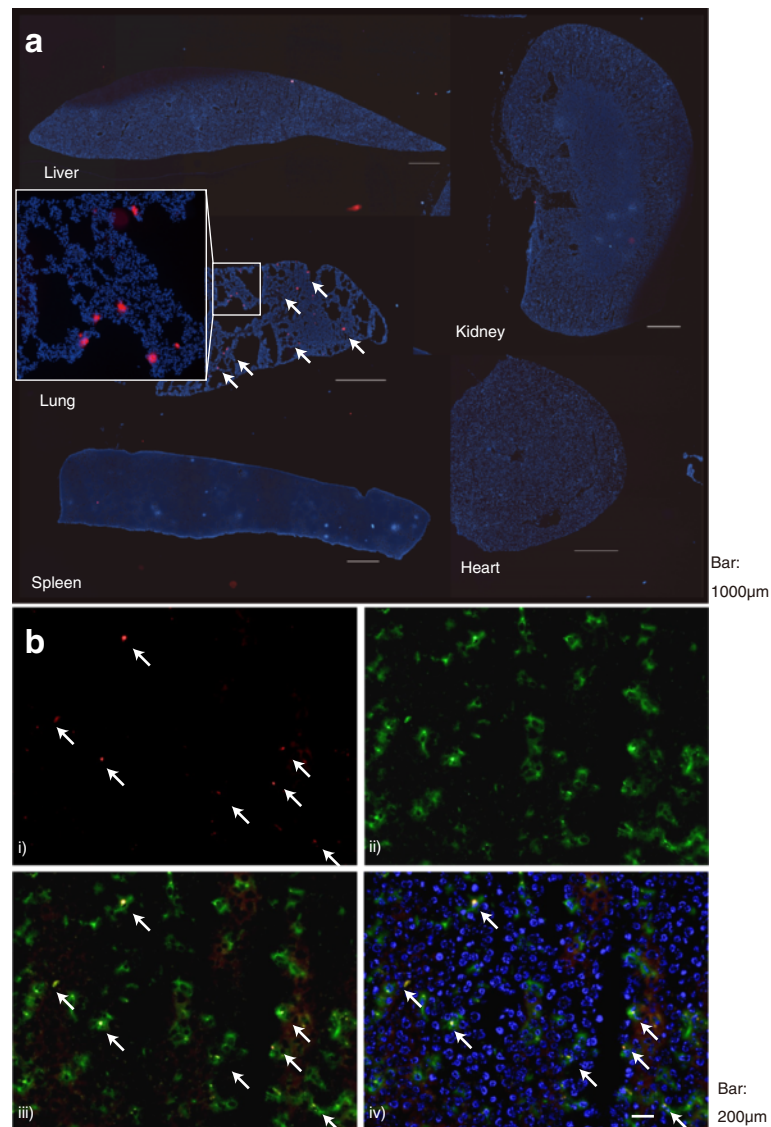 a
Liver
Kidney
Lung
Spleen
Heart
Bar:
1000µm
b
i)
ii)
iii)
iv)
Bar:
200µm